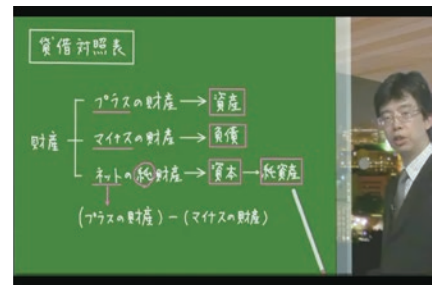 貸借対照表
プラスの財産→資産
財産 マイナスの財産→負債
ネットの純財産→資本→純資産
(プラスの財産)-(マイナスの財産)